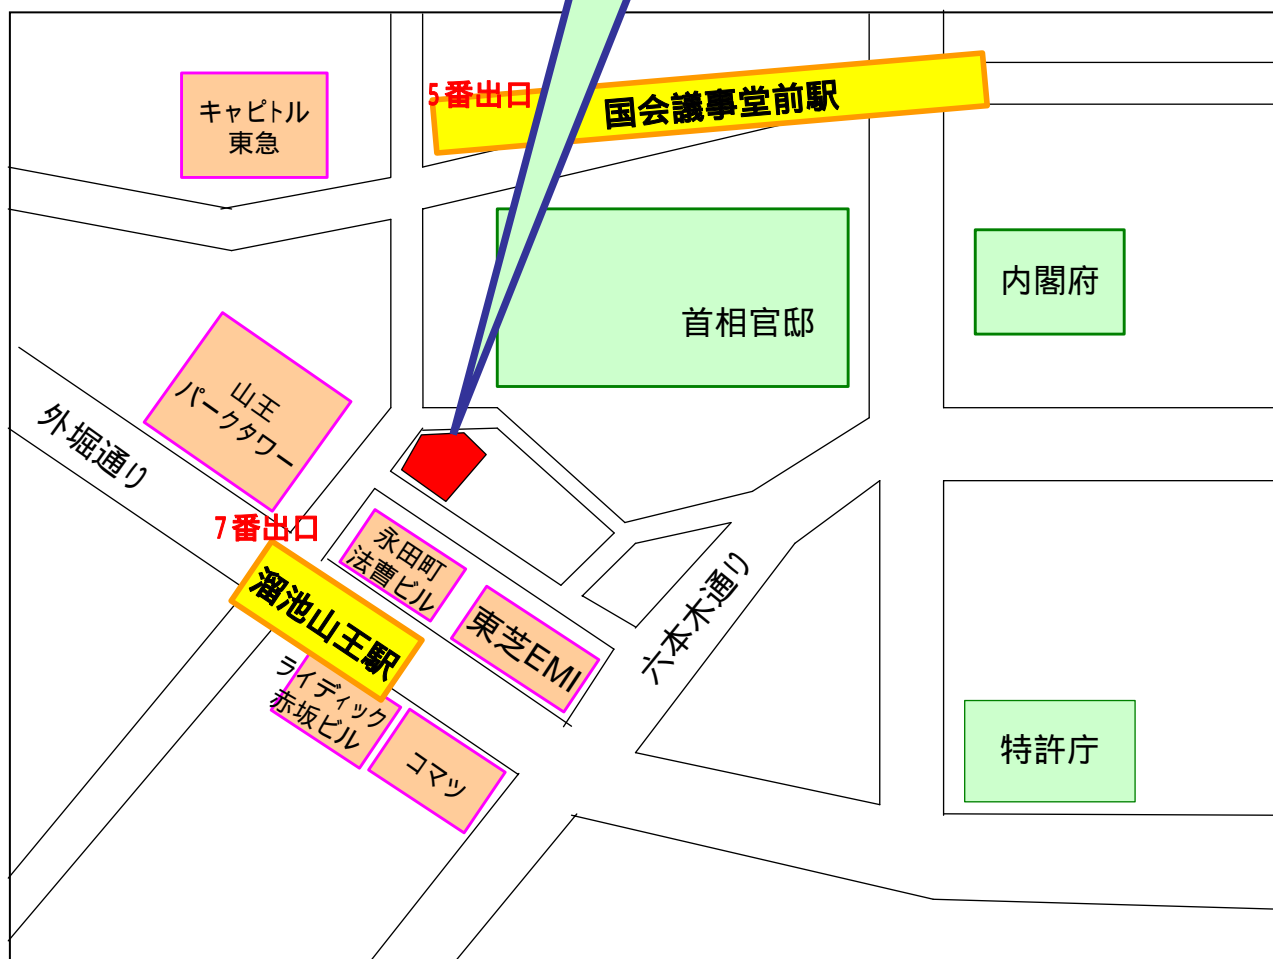 5番出口
国会議事堂前駅
キャピトル
東急
内閣府
首相官邸
山王
パークタワー
外堀通り
7番出口
永田町
法曹ビル
溜池山王駅
東芝EMI
六本木通り
ライディック
赤坂ビル
コマツ
特許庁